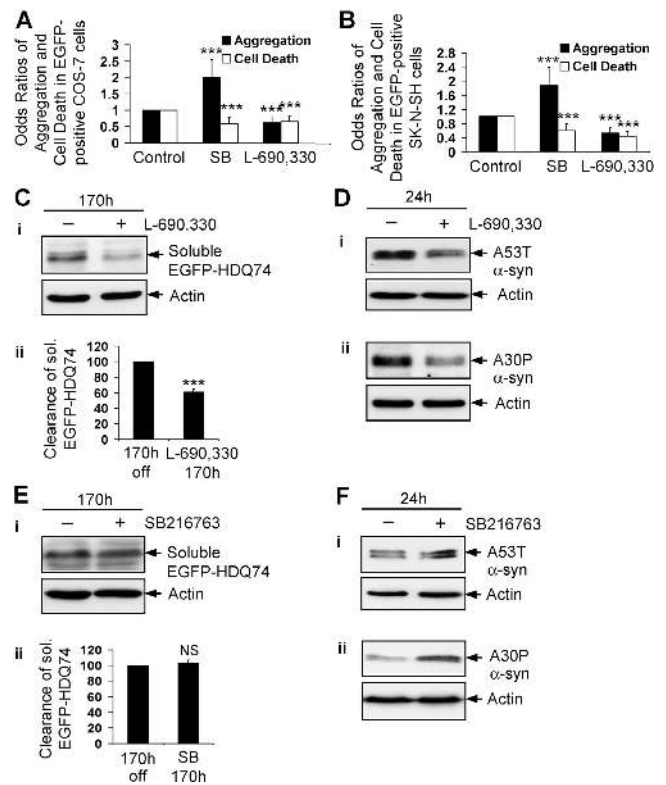 A
Odds Ratios of
Aggregation and
Cell Death in EGFP-
positive COS-7 cells
3
2.5
2
1.5
1
0.5
0
***
***
***
***
Aggregation
Cell Death
Control
SB
L-690,330
B
Odds Ratios of
Aggregation and Cell
Death in EGFP-positive
SK-N-SH cells
2.8
2.4
2
1.6
1.2
0.8
0.4
0
***
***
***
***
Aggregation
Cell Death
Control
SB
L-690,330
C
170h
– + L-690.330
i
Soluble
EGFP-HDQ74
Actin
ii
Clearance of sol.
EGFP-HDQ74
120
100
80
60
40
20
0
***
170h
off
L-690,330
170h
D
24h
– + L-690,330
i
A53T
α-syn
Actin
ii
A30P
α-syn
Actin
E
170h
– + SB216763
i
Soluble
EGFP-HDQ74
Actin
ii
Clearance of sol.
EGFP-HDQ74
120
100
80
60
40
20
0
NS
170h
off
SB
170h
F
24h
– + SB216763
i
A53T
α-syn
Actin
ii
A30P
α-syn
Actin